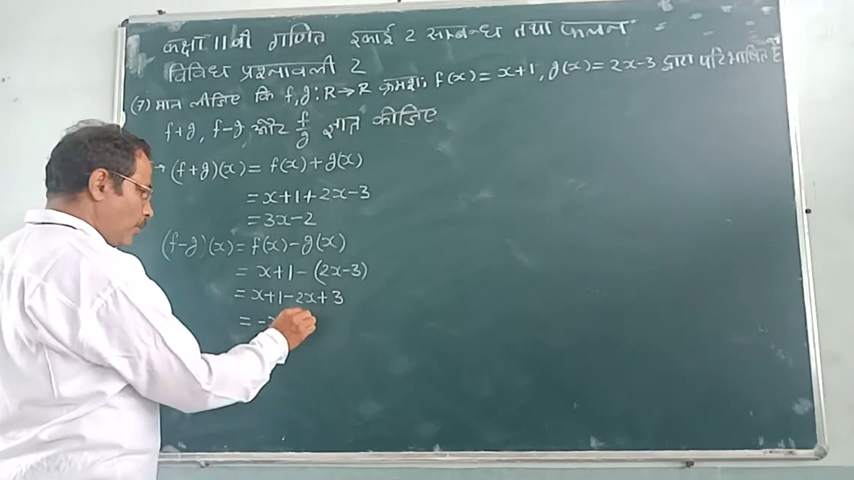 कक्षा 11वी गणित इकाई 2 सम्बन्ध तथा फलन
विविध प्रश्नावली 2
(7) मान लीजिए कि f,g:R→R क्रमशः f(x)=x+1, g(x)=2x-3 द्वारा परिभाषित है
f+g, f-g और f/g ज्ञात कीजिए
(f+g)(x)= f(x)+g(x)
=x+1+2x-3
=3x-2
(f-g)(x)= f(x)-g(x)
= x+1-(2x-3)
=x+1-2x+3
= -